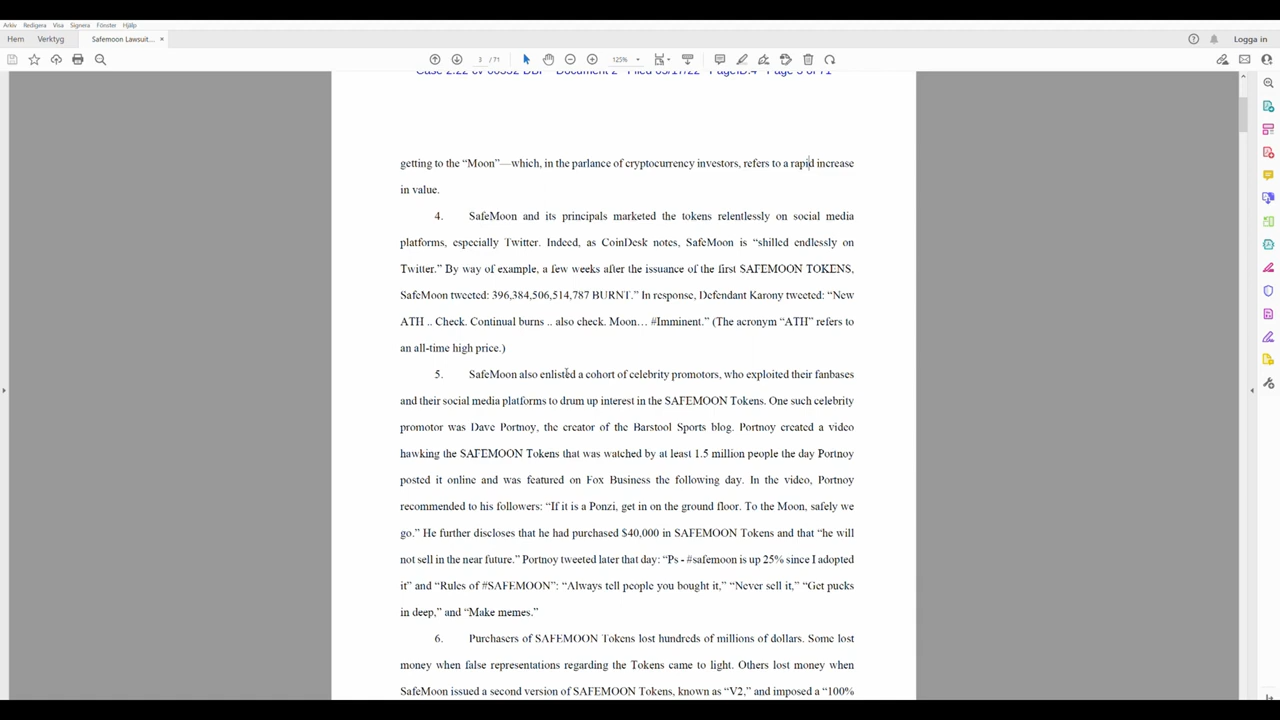 Arkiv Redigera Visa Signera Fönster Hjälp
Hem Verktyg Safemoon Lawsuit... × Logga in
3 / 71 125%
getting to the “Moon”—which, in the parlance of cryptocurrency investors, refers to a rapid increase
in value.
4. SafeMoon and its principals marketed the tokens relentlessly on social media
platforms, especially Twitter. Indeed, as CoinDesk notes, SafeMoon is “shilled endlessly on
Twitter.” By way of example, a few weeks after the issuance of the first SAFEMOON TOKENS,
SafeMoon tweeted: 396,384,506,514,787 BURNT.” In response, Defendant Karony tweeted: “New
ATH .. Check. Continual burns .. also check. Moon… #Imminent.” (The acronym “ATH” refers to
an all-time high price.)
5. SafeMoon also enlisted a cohort of celebrity promotors, who exploited their fanbases
and their social media platforms to drum up interest in the SAFEMOON Tokens. One such celebrity
promotor was Dave Portnoy, the creator of the Barstool Sports blog. Portnoy created a video
hawking the SAFEMOON Tokens that was watched by at least 1.5 million people the day Portnoy
posted it online and was featured on Fox Business the following day. In the video, Portnoy
recommended to his followers: “If it is a Ponzi, get in on the ground floor. To the Moon, safely we
go.” He further discloses that he had purchased $40,000 in SAFEMOON Tokens and that “he will
not sell in the near future.” Portnoy tweeted later that day: “Ps - #safemoon is up 25% since I adopted
it” and “Rules of #SAFEMOON”: “Always tell people you bought it,” “Never sell it,” “Get pucks
in deep,” and “Make memes.”
6. Purchasers of SAFEMOON Tokens lost hundreds of millions of dollars. Some lost
money when false representations regarding the Tokens came to light. Others lost money when
SafeMoon issued a second version of SAFEMOON Tokens, known as “V2,” and imposed a “100%